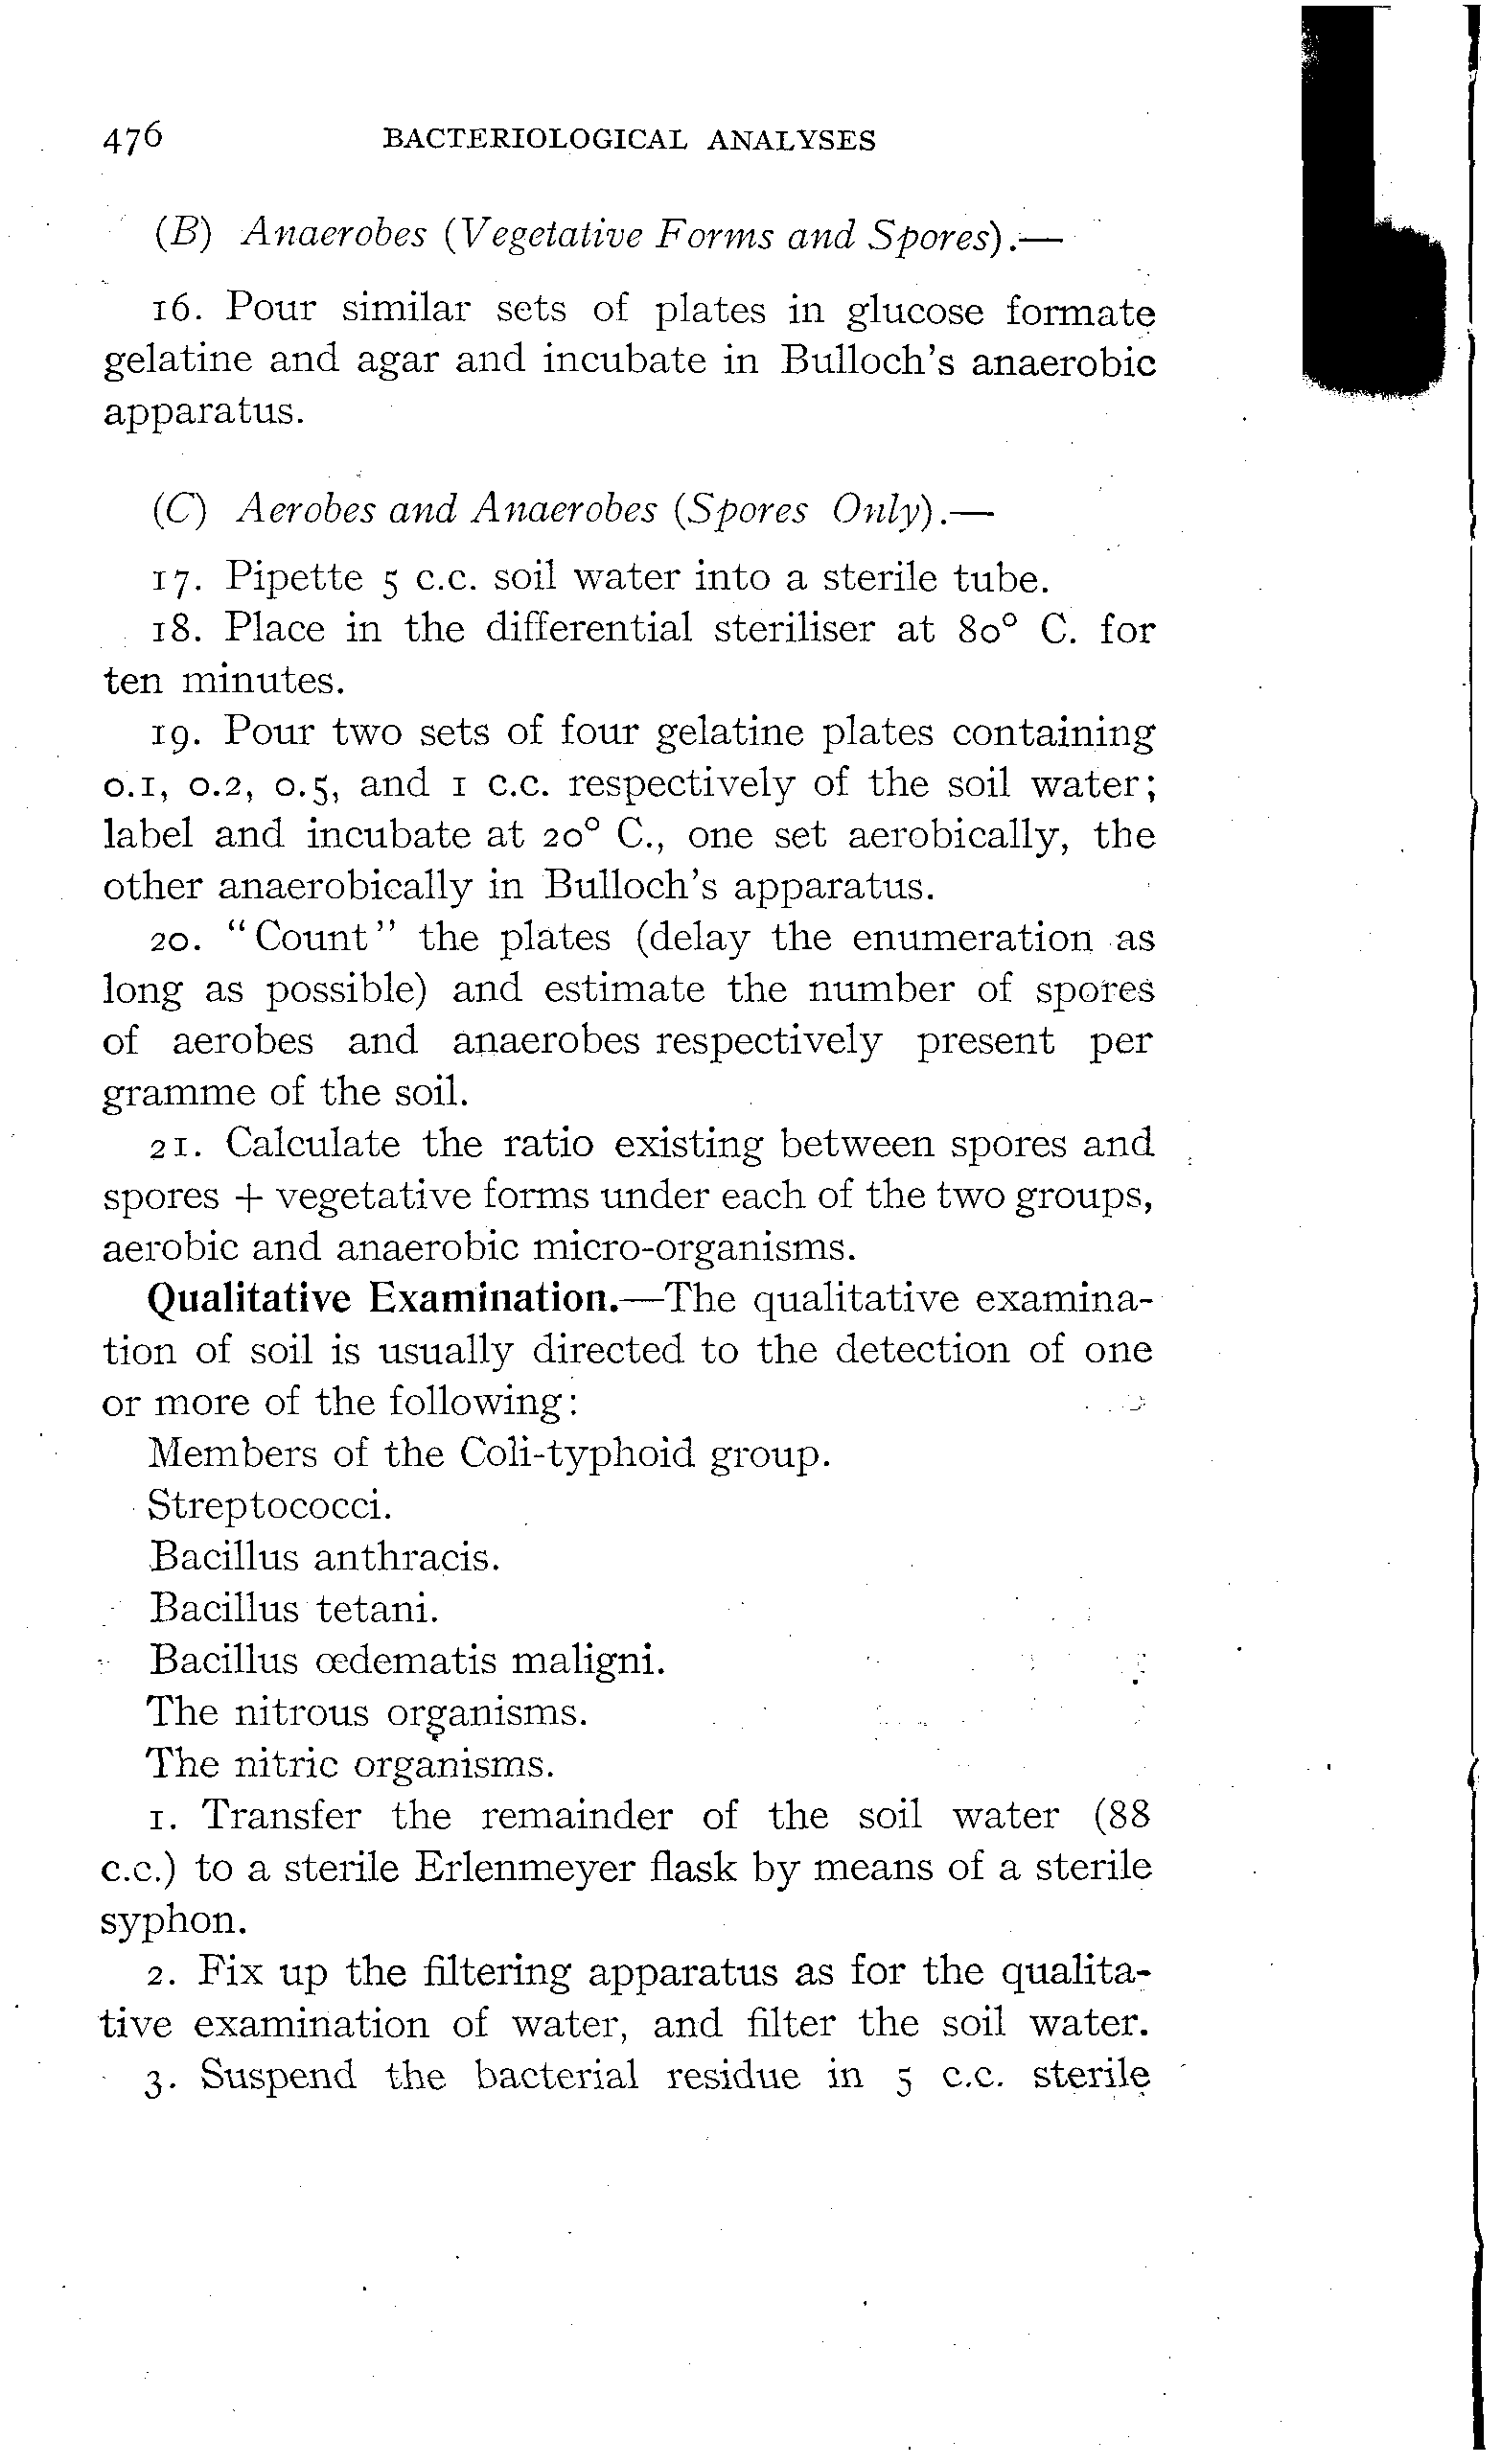 476 BACTERIOLOGICAL ANALYSES
(B) Anaerobes (Vegetative Forms and Spores).—
16. Pour similar sets of plates in glucose formate
gelatine and agar and incubate in Bulloch's anaerobic
apparatus.
(C) Aerobes and Anaerobes (Spores Only).—
17. Pipette 5 c.c. soil water into a sterile tube.
18. Place in the differential steriliser at 80° C. for
ten minutes.
19. Pour two sets of four gelatine plates containing
0.1, 0.2, 0.5, and 1 c.c. respectively of the soil water;
label and incubate at 20° C., one set aerobically, the
other anaerobically in Bulloch's apparatus.
20. "Count" the plates (delay the enumeration as
long as possible) and estimate the number of spores
of aerobes and anaerobes respectively present per
gramme of the soil.
21. Calculate the ratio existing between spores and
spores + vegetative forms under each of the two groups,
aerobic and anaerobic micro-organisms.
Qualitative Examination.—The qualitative examina-
tion of soil is usually directed to the detection of one
or more of the following:
Members of the Coli-typhoid group.
Streptococci.
Bacillus anthracis.
Bacillus tetani.
Bacillus œdematis maligni.
The nitrous organisms.
The nitric organisms.
1. Transfer the remainder of the soil water (88
c.c.) to a sterile Erlenmeyer flask by means of a sterile
syphon.
2. Fix up the filtering apparatus as for the qualita-
tive examination of water, and filter the soil water.
3. Suspend the bacterial residue in 5 c.c. sterile